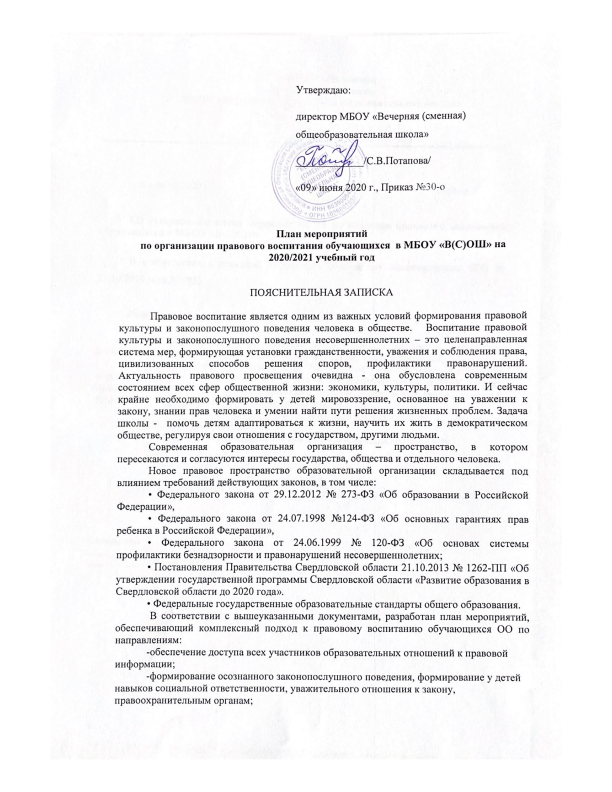 Утверждаю:
директор МБОУ «Вечерняя (сменная)
общеобразовательная школа»
/С.В.Потапова/
«09» июня 2020 г., Приказ №30-о
План мероприятий
по организации правового воспитания обучающихся в МБОУ «В(С)ОШ» на
2020/2021 учебный год
ПОЯСНИТЕЛЬНАЯ ЗАПИСКА
Правовое воспитание является одним из важных условий формирования правовой
культуры и законопослушного поведения человека в обществе. Воспитание правовой
культуры и законопослушного поведения несовершеннолетних – это целенаправленная
система мер, формирующая установки гражданственности, уважения и соблюдения права,
цивилизованных способов решения споров, профилактики правонарушений.
Актуальность правового просвещения очевидна - она обусловлена современным
состоянием всех сфер общественной жизни: экономики, культуры, политики. И сейчас
крайне необходимо формировать у детей мировоззрение, основанное на уважении к
закону, знании прав человека и умении найти пути решения жизненных проблем. Задача
школы - помочь детям адаптироваться к жизни, научить их жить в демократическом
обществе, регулируя свои отношения с государством, другими людьми.
Современная образовательная организация – пространство, в котором
пересекаются и согласуются интересы государства, общества и отдельного человека.
Новое правовое пространство образовательной организации складывается под
влиянием требований действующих законов, в том числе:
• Федерального закона от 29.12.2012 № 273-ФЗ «Об образовании в Российской
Федерации»,
• Федерального закона от 24.07.1998 №124-ФЗ «Об основных гарантиях прав
ребенка в Российской Федерации»,
• Федерального закона от 24.06.1999 № 120-ФЗ «Об основах системы
профилактики безнадзорности и правонарушений несовершеннолетних;
• Постановления Правительства Свердловской области 21.10.2013 № 1262-ПП «Об
утверждении государственной программы Свердловской области «Развитие образования в
Свердловской области до 2020 года».
• Федеральные государственные образовательные стандарты общего образования.
В соответствии с вышеуказанными документами, разработан план мероприятий,
обеспечивающий комплексный подход к правовому воспитанию обучающихся ОО по
направлениям:
-обеспечение доступа всех участников образовательных отношений к правовой
информации;
-формирование осознанного законопослушного поведения, формирование у детей
навыков социальной ответственности, уважительного отношения к закону,
правоохранительным органам;